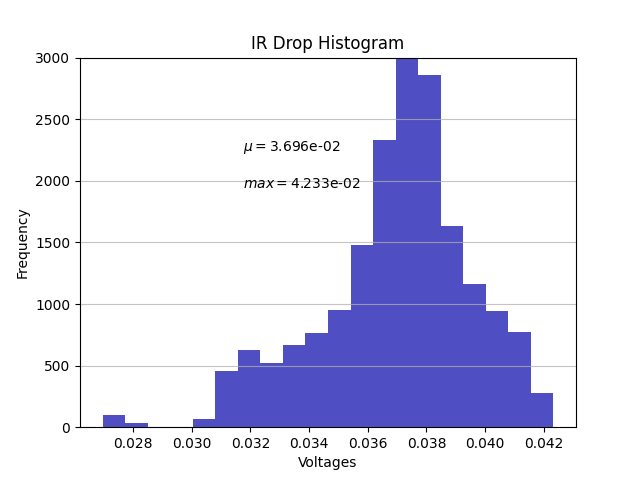 IR Drop Histogram
3000
2500
2000
1500
1000
500
0
Frequency
μ = 3.696e-02
max = 4.233e-02
0.028 0.030 0.032 0.034 0.036 0.038 0.040 0.042
Voltages